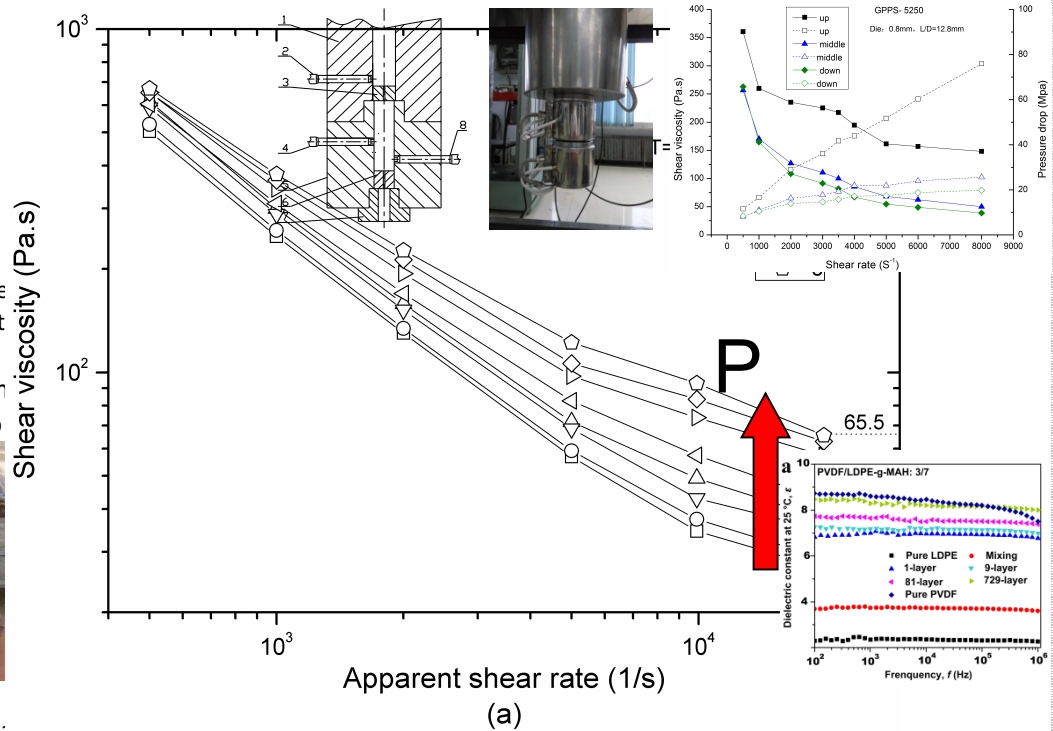 10³
10²
Shear viscosity (Pa.s)
10³
10⁴
Apparent shear rate (1/s)
(a)
1
2
3
4
5
6
8
P
65.5
GPPS- 5250
Die: 0.8mm, L/D=12.8mm
up
up
middle
middle
down
down
Shear viscosity (Pa.s)
400
350
300
250
200
150
100
50
0
Pressure drop (Mpa)
100
80
60
40
20
0
0 1000 2000 3000 4000 5000 6000 7000 8000 9000
Shear rate (S⁻¹)
a
PVDF/LDPE-g-MAH: 3/7
Dielectric constant at 25 °C, ε
10
8
6
4
Pure LDPE Mixing
1-layer 9-layer
81-layer 729-layer
Pure PVDF
10² 10³ 10⁴ 10⁵ 10⁶
Frenquency, f (Hz)